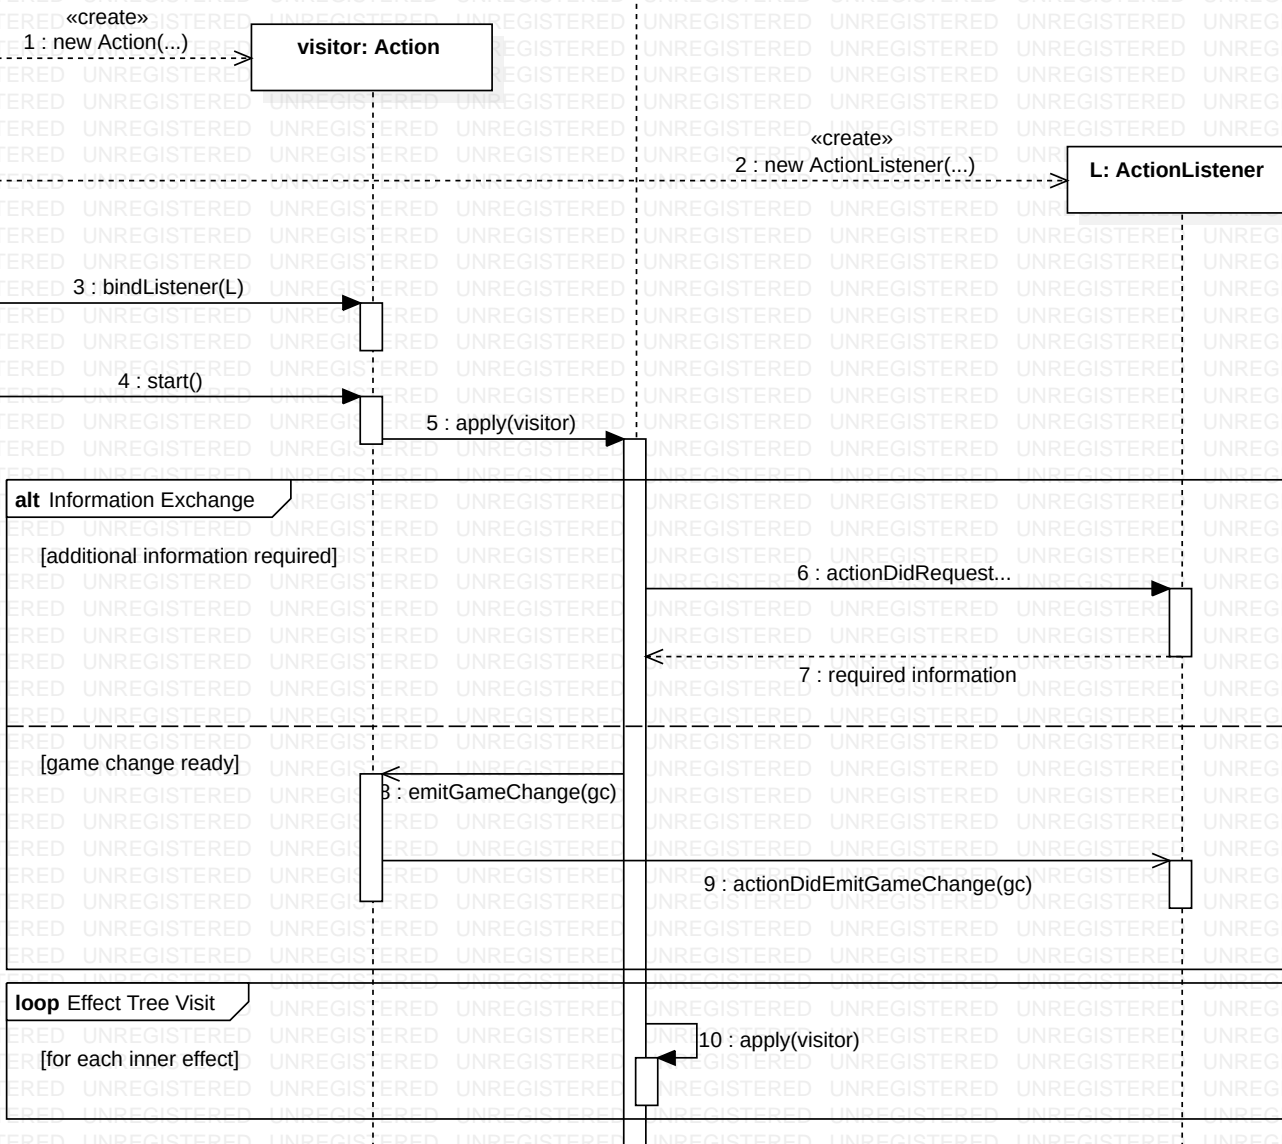 «create»
1 : new Action(...)
visitor: Action
«create»
2 : new ActionListener(...)
L: ActionListener
3 : bindListener(L)
4 : start()
5 : apply(visitor)
alt Information Exchange
[additional information required]
6 : actionDidRequest...
7 : required information
[game change ready]
8 : emitGameChange(gc)
9 : actionDidEmitGameChange(gc)
loop Effect Tree Visit
10 : apply(visitor)
[for each inner effect]
UNREGISTERED